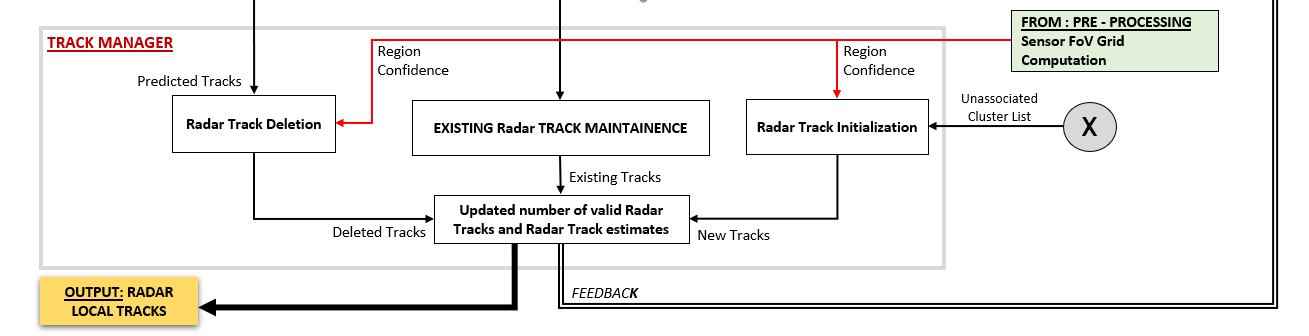 FROM : PRE - PROCESSING
Sensor FoV Grid
Computation
TRACK MANAGER
Region
Confidence
Region
Confidence
Predicted Tracks
Unassociated
Cluster List
Radar Track Deletion
EXISTING Radar TRACK MAINTAINENCE
Radar Track Initialization
X
Existing Tracks
Updated number of valid Radar
Tracks and Radar Track estimates
Deleted Tracks
New Tracks
OUTPUT: RADAR
LOCAL TRACKS
FEEDBACK